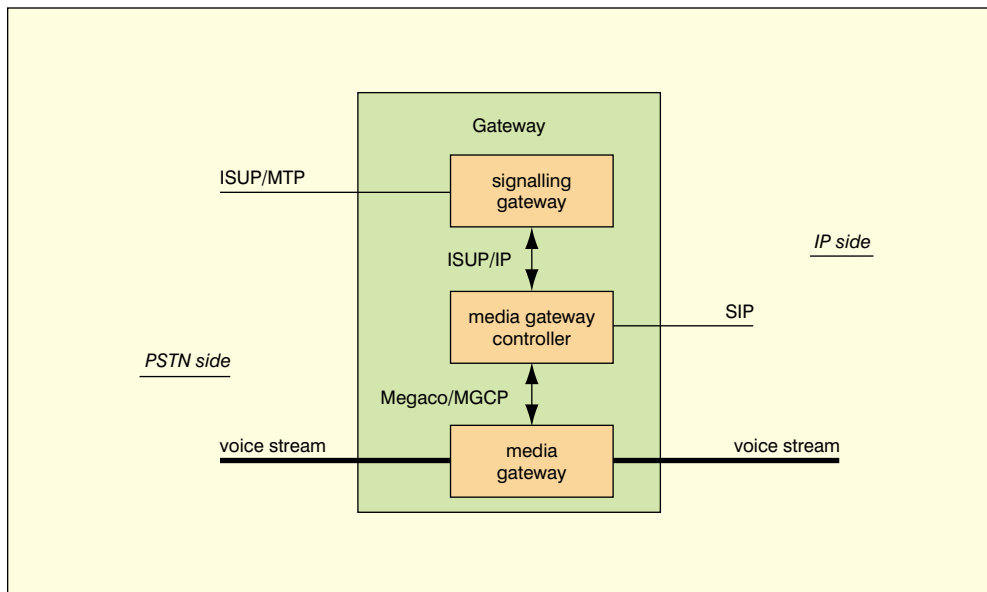 Gateway
ISUP/MTP
signalling
gateway
IP side
ISUP/IP
SIP
media gateway
controller
PSTN side
Megaco/MGCP
voice stream
media
gateway
voice stream